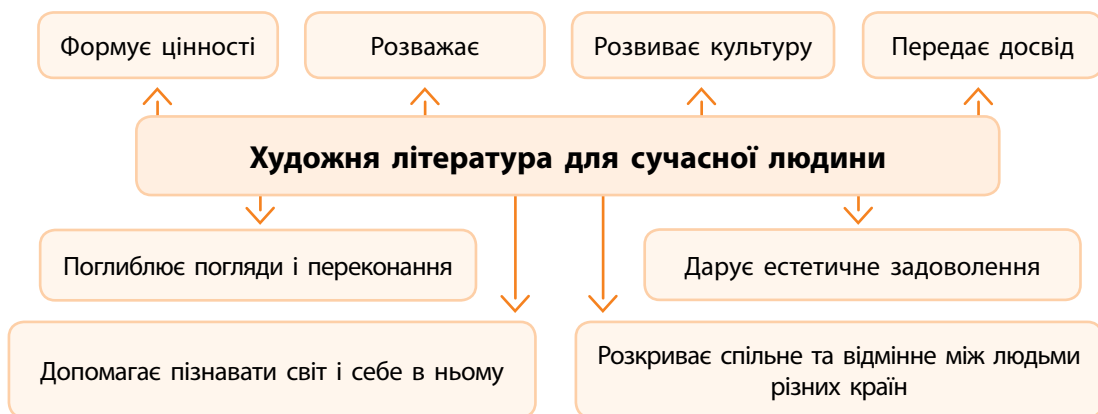 Формує цінності
Розважає
Розвиває культуру
Передає досвід
Художня література для сучасної людини
Поглиблює погляди і переконання
Дарує естетичне задоволення
Допомагає пізнавати світ і себе в ньому
Розкриває спільне та відмінне між людьми
різних країн